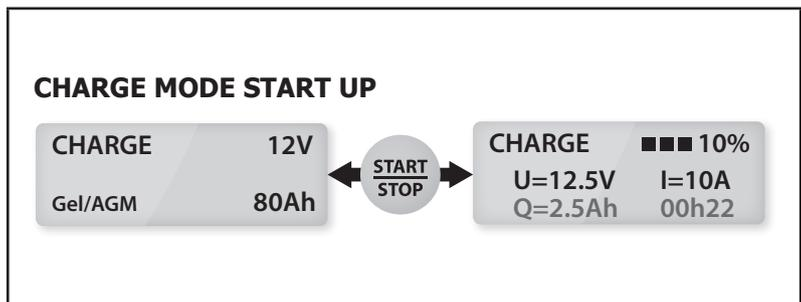 CHARGE MODE START UP
CHARGE 12V
Gel/AGM 80Ah
START
STOP
CHARGE ■■■ 10%
U=12.5V I=10A
Q=2.5Ah 00h22